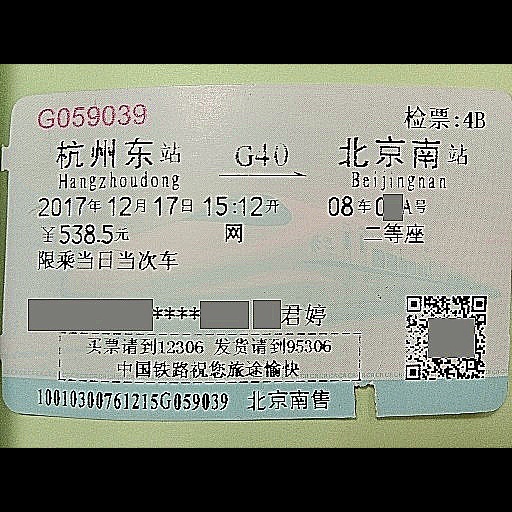 G059039 检票:4B
杭州东站 G40 北京南站
Hangzhoudong Beijingnan
2017年12月17日15:12开 08车0A号
￥538.5元 网 二等座
限乘当日当次车
**** 君婷
买票请到12306 发货请到95306
中国铁路祝您旅途愉快
10010300761215G059039 北京南售